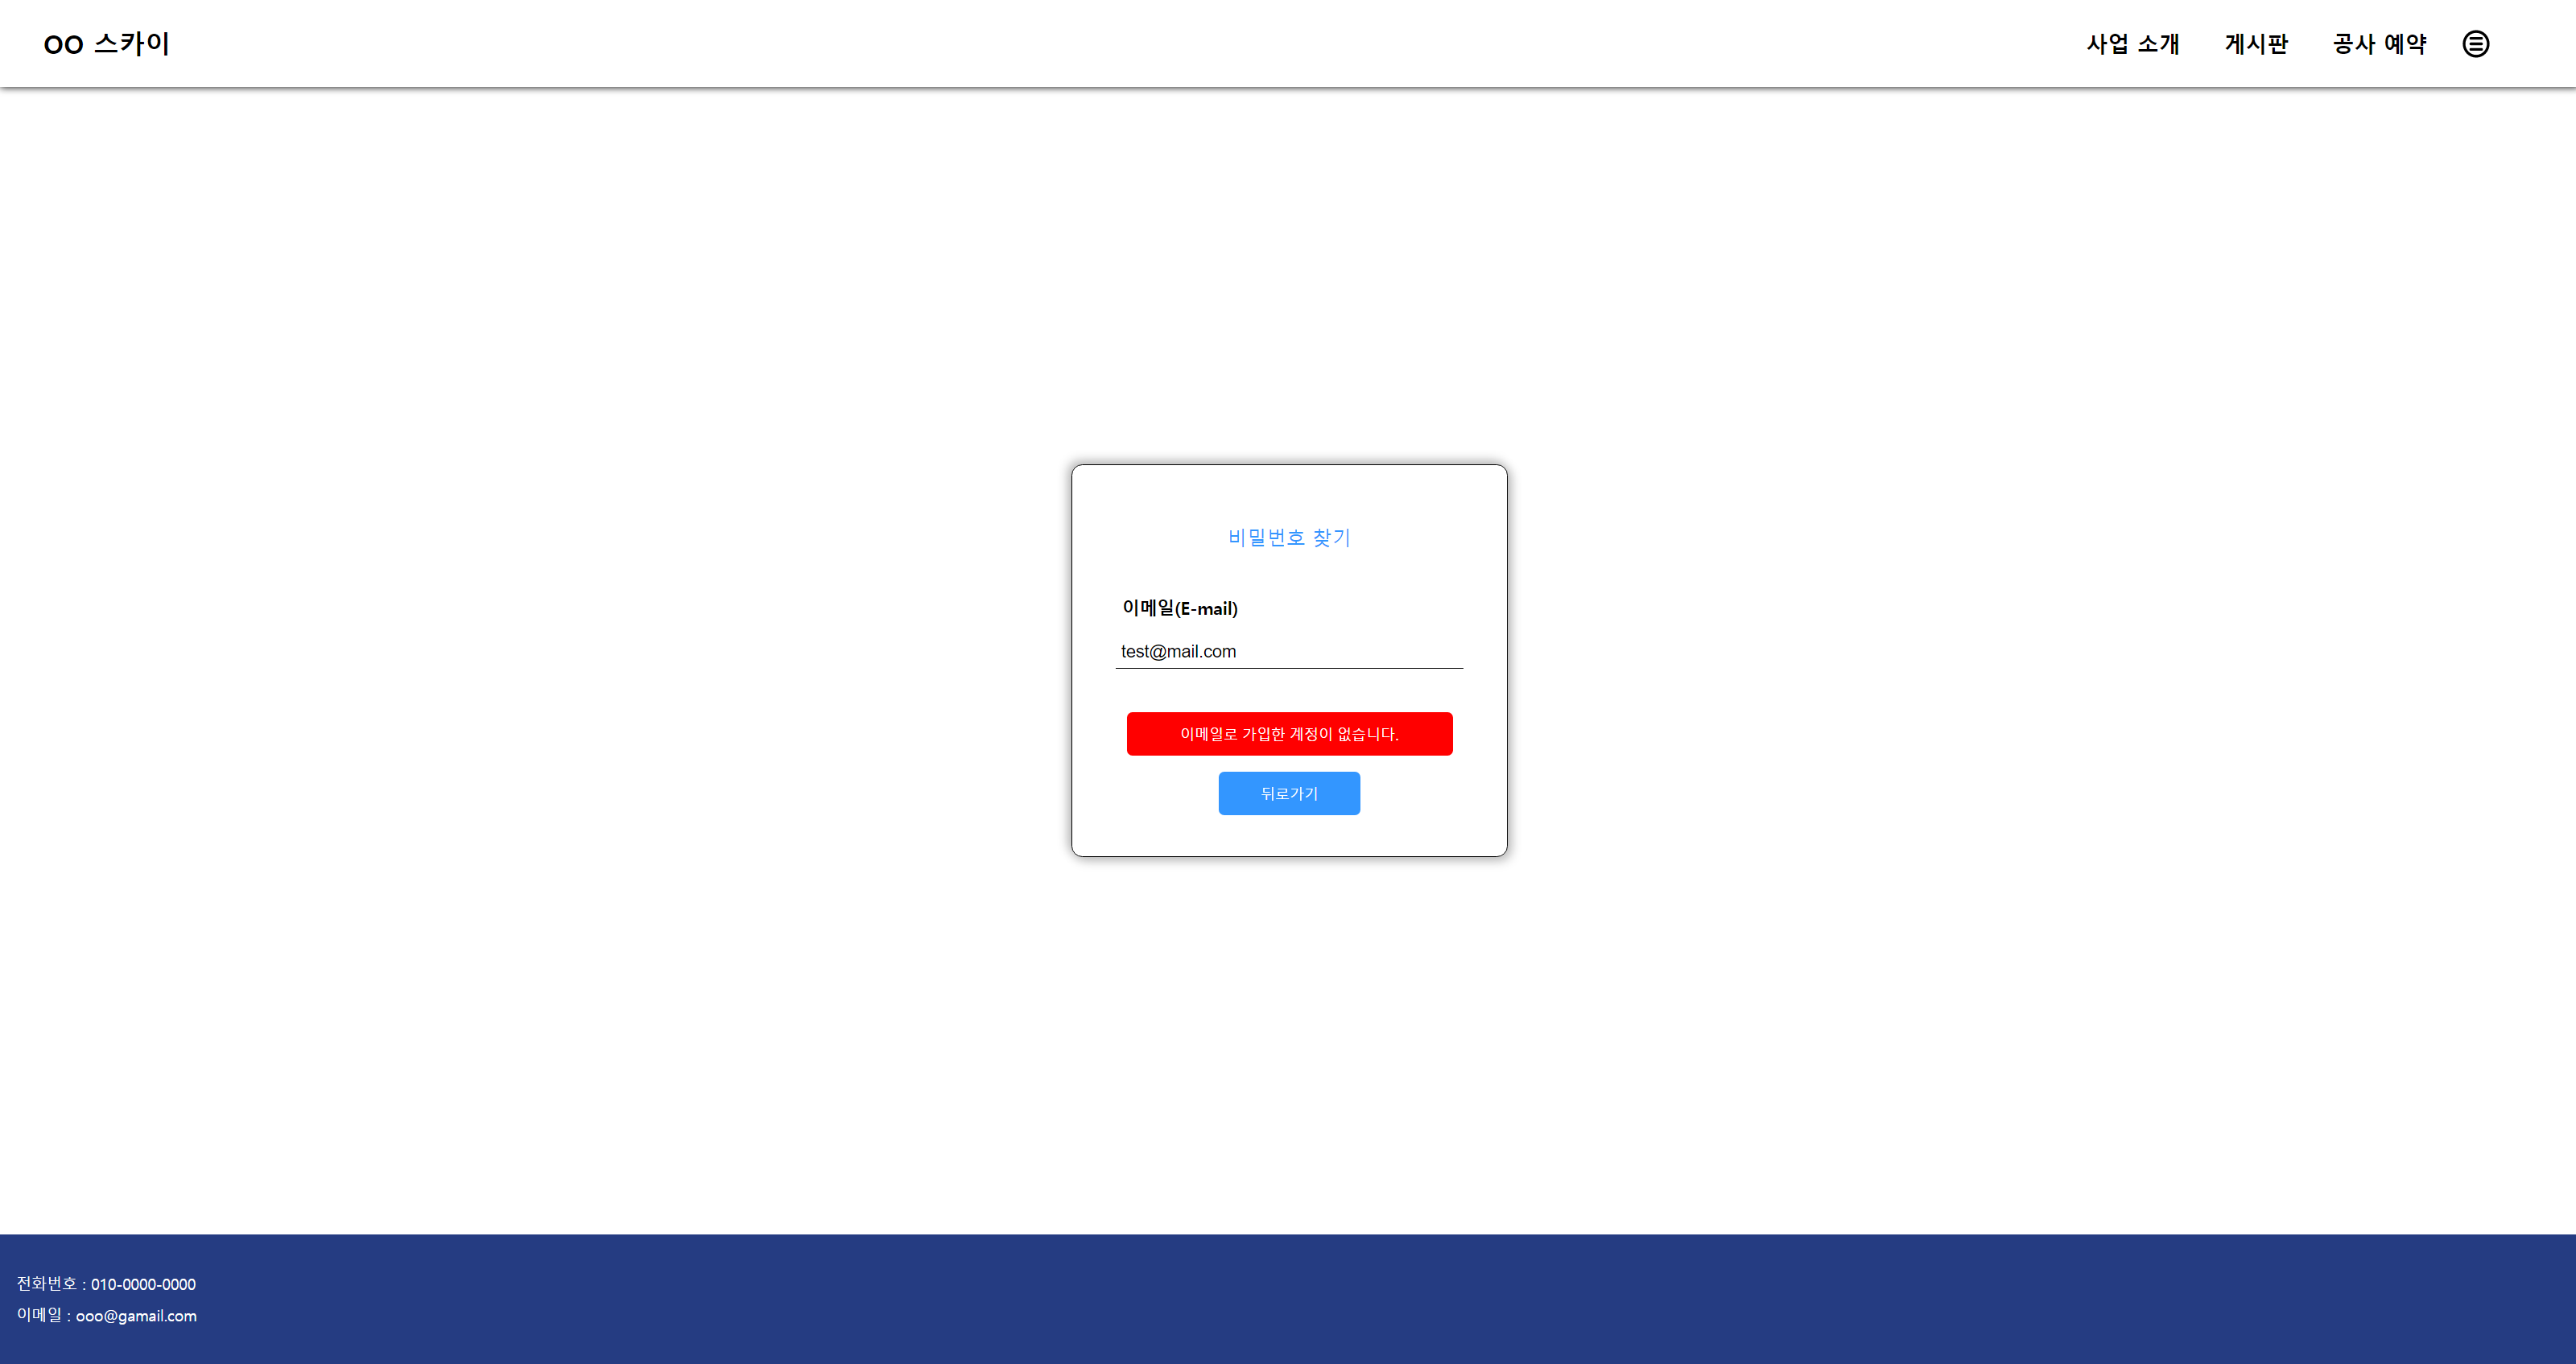 OO 스카이
사업 소개 게시판 공사 예약
비밀번호 찾기
이메일(E-mail)
test@mail.com
이메일로 가입한 계정이 없습니다.
뒤로가기
전화번호 : 010-0000-0000
이메일 : ooo@gamail.com